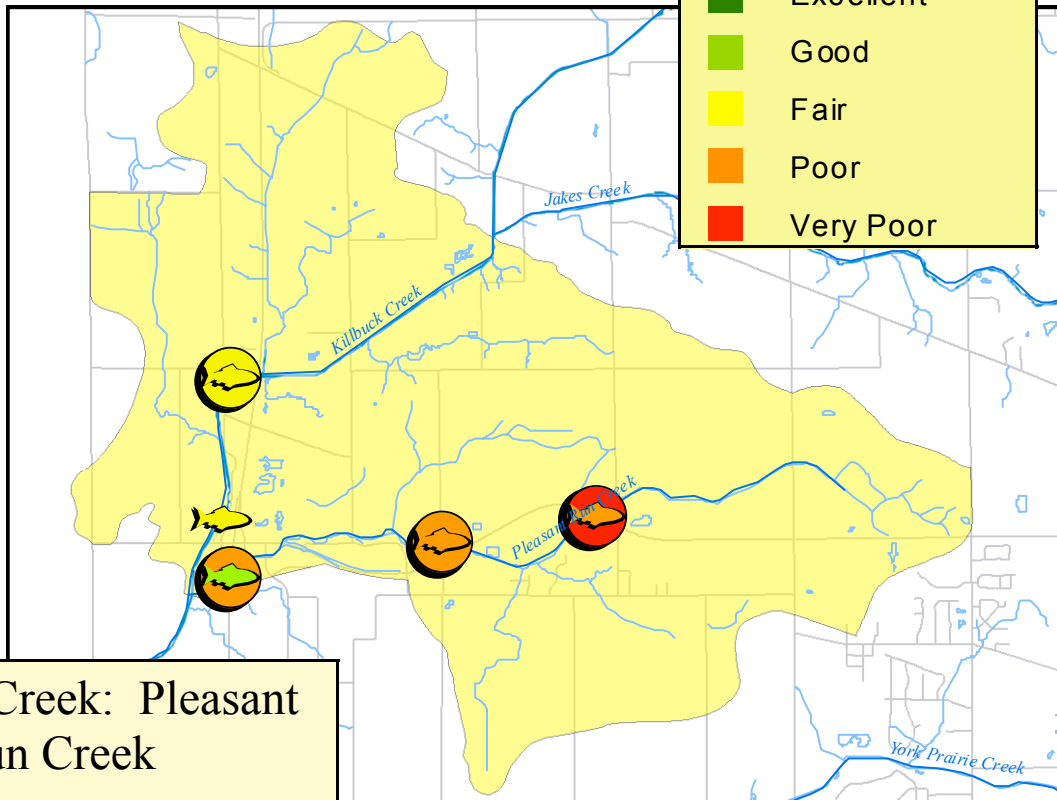 Excellent
Good
Fair
Poor
Very Poor
Jakes Creek
Killbuck Creek
Pleasant Run Creek
Creek: Pleasant
un Creek
York Prairie Creek